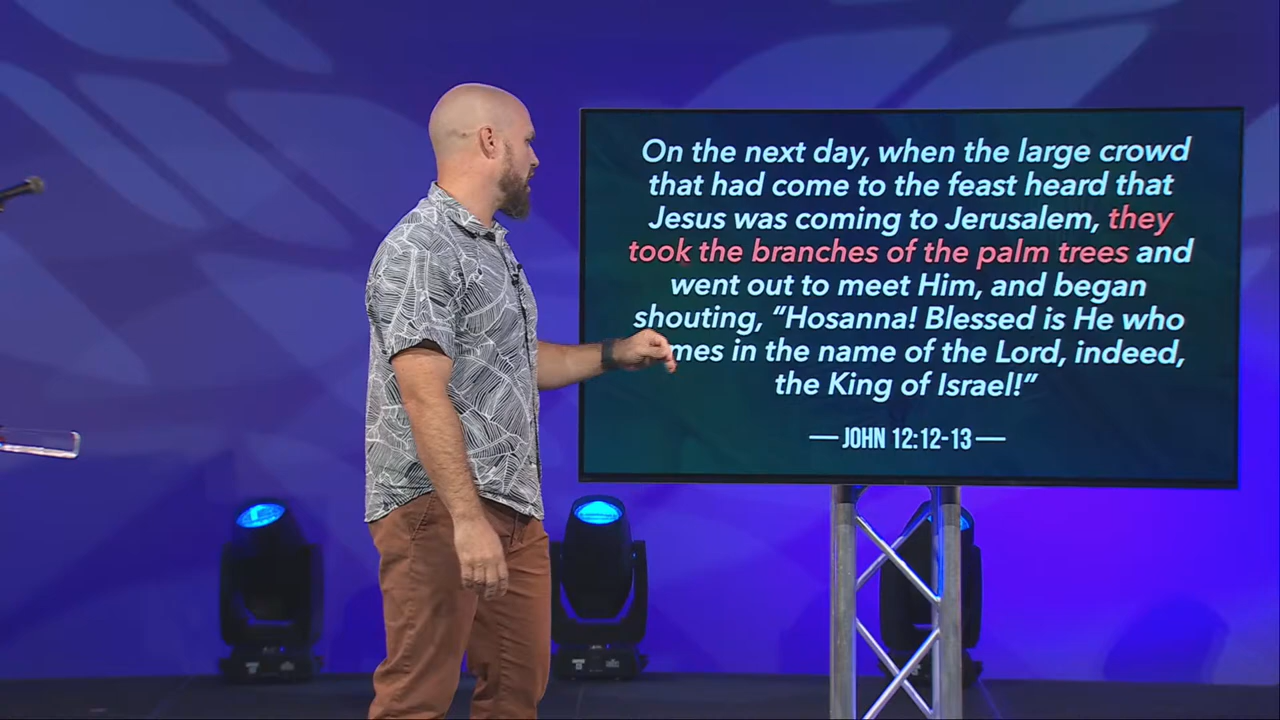 On the next day, when the large crowd
that had come to the feast heard that
Jesus was coming to Jerusalem, they
took the branches of the palm trees and
went out to meet Him, and began
shouting, “Hosanna! Blessed is He who
in the name of the Lord, indeed,
the King of Israel!”
— JOHN 12:12-13 —